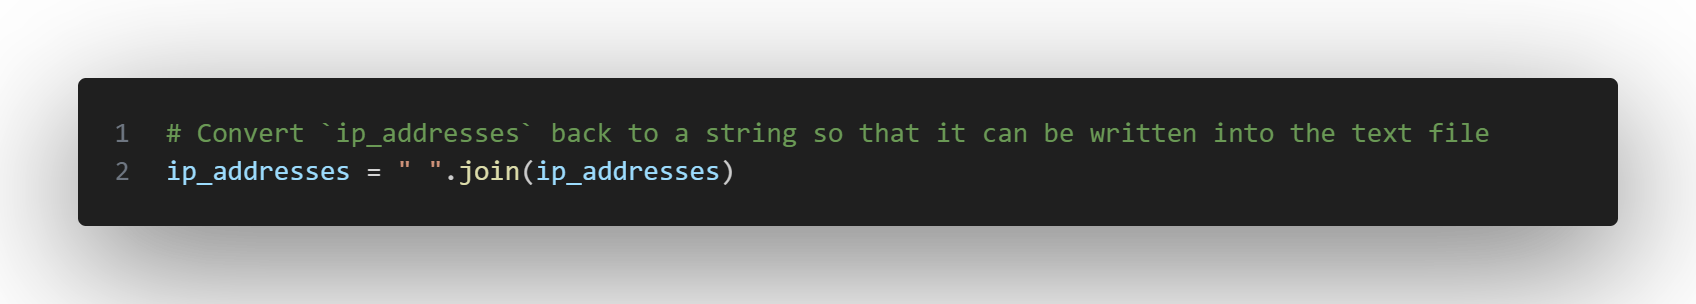 1 # Convert `ip_addresses` back to a string so that it can be written into the text file
2 ip_addresses = " ".join(ip_addresses)